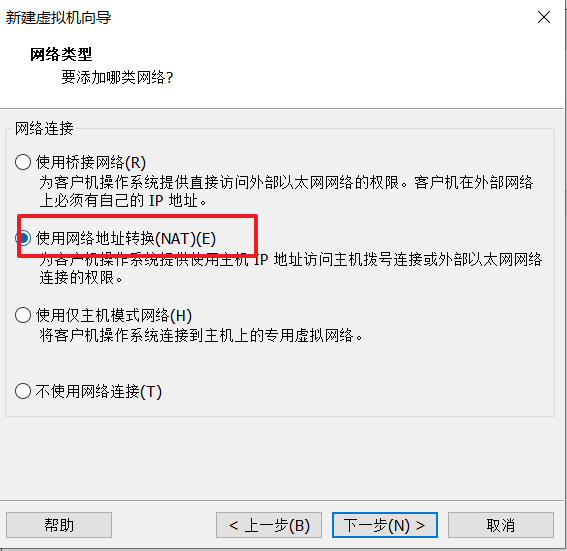 新建虚拟机向导
网络类型
要添加哪类网络?
网络连接
使用桥接网络(R)
为客户机操作系统提供直接访问外部以太网网络的权限。客户机在外部网络
上必须有自己的 IP 地址。
使用网络地址转换(NAT)(E)
为客户机操作系统提供使用主机 IP 地址访问主机拨号连接或外部以太网网络
连接的权限。
使用仅主机模式网络(H)
将客户机操作系统连接到主机上的专用虚拟网络。
不使用网络连接(T)
帮助
< 上一步(B)
下一步(N) >
取消